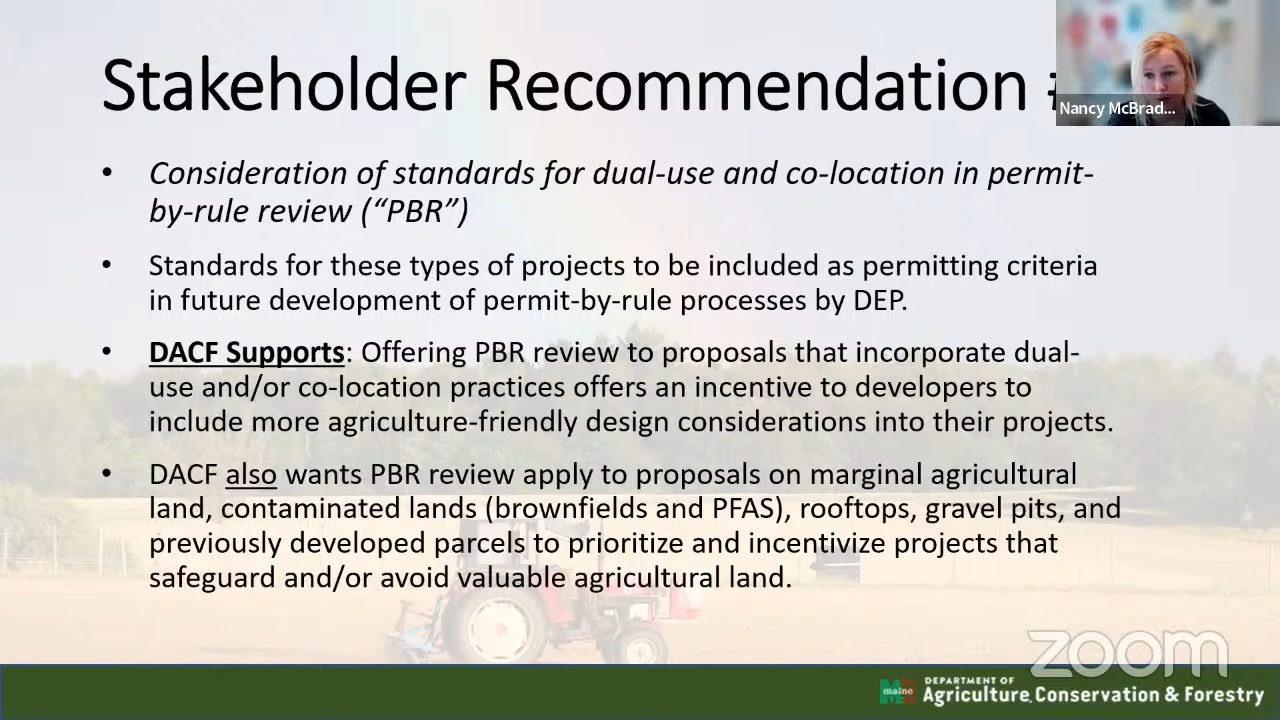 Stakeholder Recommendation #
Nancy McBrad...
• Consideration of standards for dual-use and co-location in permit-
by-rule review (“PBR”)
• Standards for these types of projects to be included as permitting criteria
in future development of permit-by-rule processes by DEP.
• DACF Supports: Offering PBR review to proposals that incorporate dual-
use and/or co-location practices offers an incentive to developers to
include more agriculture-friendly design considerations into their projects.
• DACF also wants PBR review apply to proposals on marginal agricultural
land, contaminated lands (brownfields and PFAS), rooftops, gravel pits, and
previously developed parcels to prioritize and incentivize projects that
safeguard and/or avoid valuable agricultural land.
zoom
maine
DEPARTMENT OF
Agriculture, Conservation & Forestry